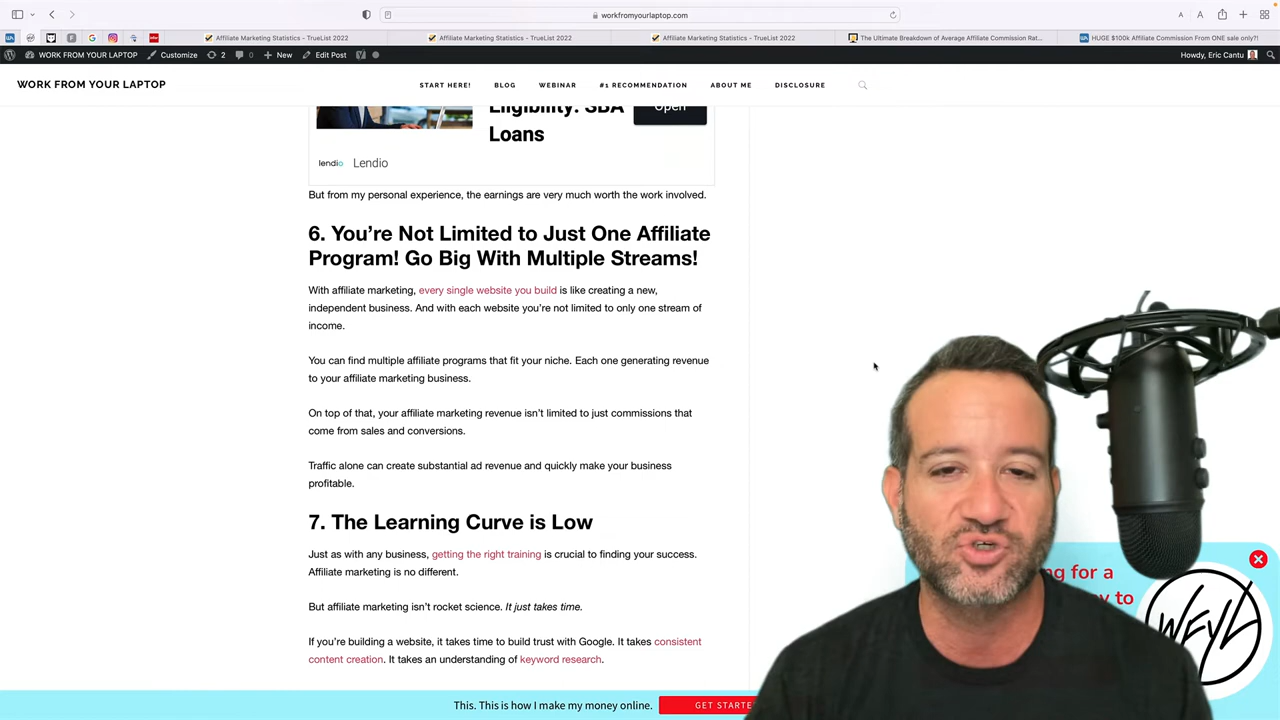 workfromyourlaptop.com
A A
Affiliate Marketing Statistics - TrueList 2022
Affiliate Marketing Statistics - TrueList 2022
Affiliate Marketing Statistics - TrueList 2022
The Ultimate Breakdown of Average Affiliate Commission Rat...
HUGE $100k Affiliate Commission From ONE sale only?!
WORK FROM YOUR LAPTOP
Customize
2
0
New
Edit Post
Howdy, Eric Cantu
WORK FROM YOUR LAPTOP
START HERE!
BLOG
WEBINAR
#1 RECOMMENDATION
ABOUT ME
DISCLOSURE
Eligibility: SBA
Loans
Open
lendio
Lendio
But from my personal experience, the earnings are very much worth the work involved.
6. You’re Not Limited to Just One Affiliate
Program! Go Big With Multiple Streams!
With affiliate marketing, every single website you build is like creating a new,
independent business. And with each website you’re not limited to only one stream of
income.
You can find multiple affiliate programs that fit your niche. Each one generating revenue
to your affiliate marketing business.
On top of that, your affiliate marketing revenue isn’t limited to just commissions that
come from sales and conversions.
Traffic alone can create substantial ad revenue and quickly make your business
profitable.
7. The Learning Curve is Low
Just as with any business, getting the right training is crucial to finding your success.
Affiliate marketing is no different.
But affiliate marketing isn’t rocket science. It just takes time.
If you’re building a website, it takes time to build trust with Google. It takes consistent
content creation. It takes an understanding of keyword research.
ng for a
y to
WFYL
This. This is how I make my money online.
GET STARTE